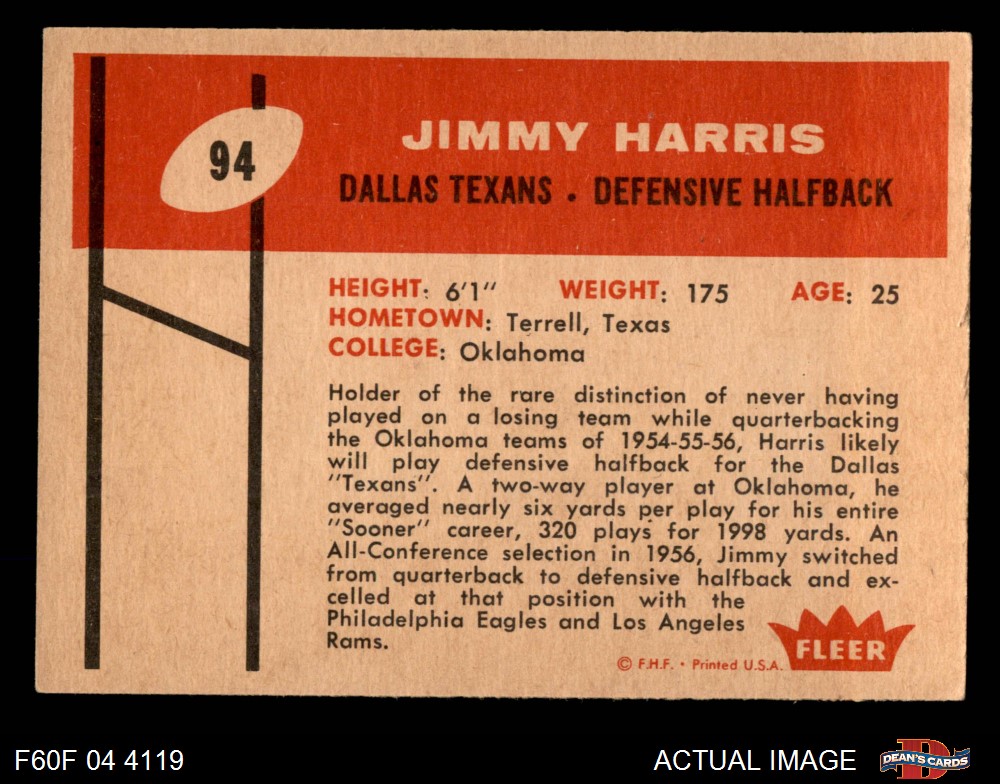 94
JIMMY HARRIS
DALLAS TEXANS • DEFENSIVE HALFBACK
HEIGHT: 6'1" WEIGHT: 175 AGE: 25
HOMETOWN: Terrell, Texas
COLLEGE: Oklahoma
Holder of the rare distinction of never having
played on a losing team while quarterbacking
the Oklahoma teams of 1954-55-56, Harris likely
will play defensive halfback for the Dallas
"Texans". A two-way player at Oklahoma, he
averaged nearly six yards per play for his entire
"Sooner" career, 320 plays for 1998 yards. An
All-Conference selection in 1956, Jimmy switched
from quarterback to defensive halfback and ex-
celled at that position with the
Philadelphia Eagles and Los Angeles
Rams.
FLEER
© F.H.F. • Printed U.S.A.
F60F 04 4119
ACTUAL IMAGE
D
DEAN'S CARDS